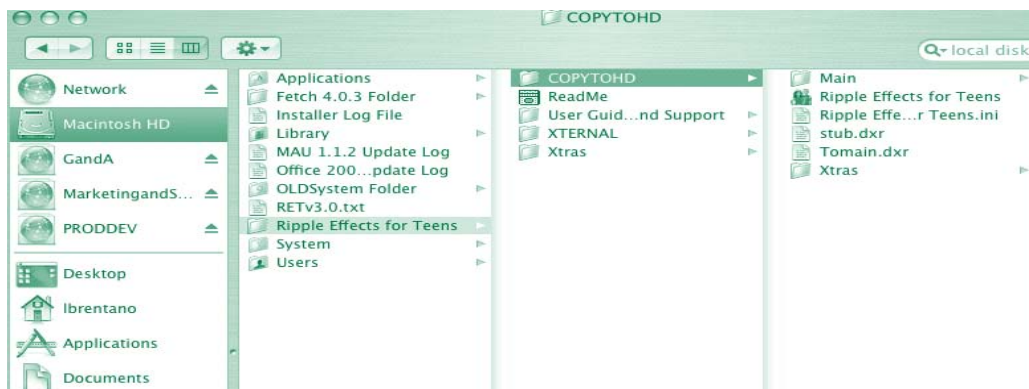 COPYTOHD
Q- local disk
Network
Macintosh HD
GandA
MarketingandS...
PRODDEV
Desktop
lbrentano
Applications
Documents
Applications
Fetch 4.0.3 Folder
Installer Log File
Library
MAU 1.1.2 Update Log
Office 200...pdate Log
OLDSystem Folder
RETv3.0.txt
Ripple Effects for Teens
System
Users
COPYTOHD
ReadMe
User Guid...nd Support
XTERNAL
Xtras
Main
Ripple Effects for Teens
Ripple Effe...r Teens.ini
stub.dxr
Tomain.dxr
Xtras